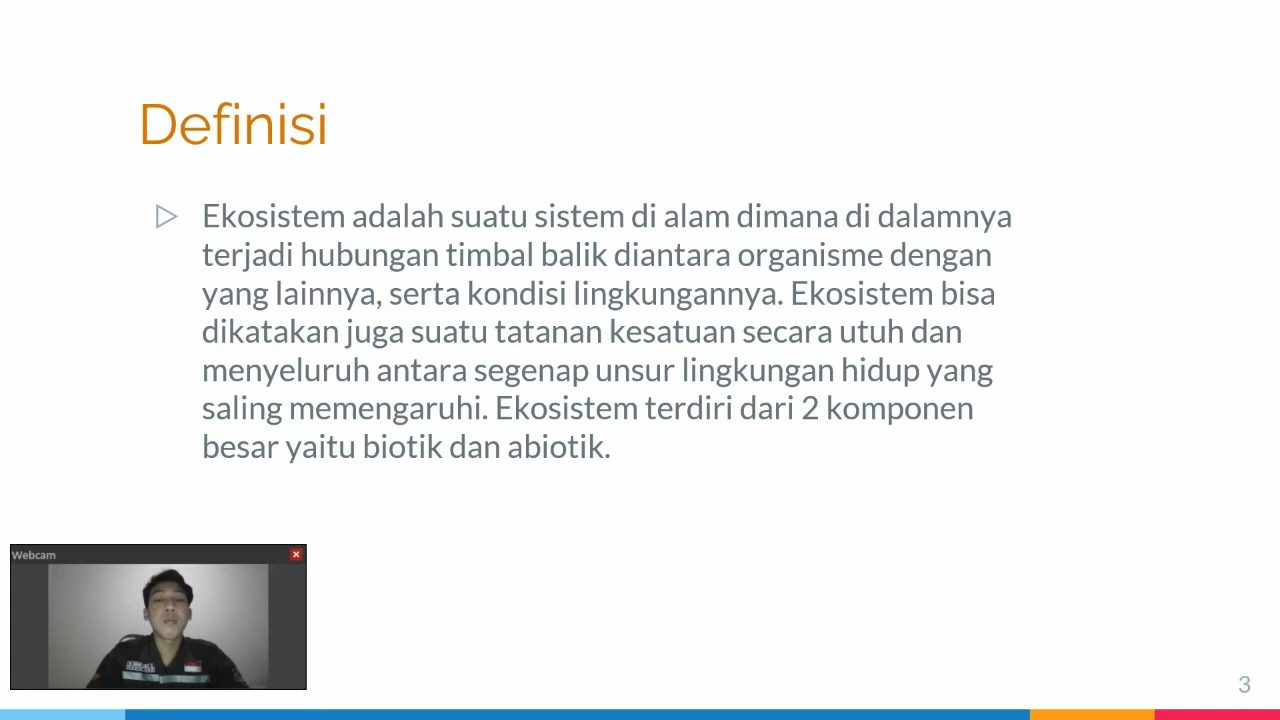 Definisi
Ekosistem adalah suatu sistem di alam dimana di dalamnya
terjadi hubungan timbal balik diantara organisme dengan
yang lainnya, serta kondisi lingkungannya. Ekosistem bisa
dikatakan juga suatu tatanan kesatuan secara utuh dan
menyeluruh antara segenap unsur lingkungan hidup yang
saling memengaruhi. Ekosistem terdiri dari 2 komponen
besar yaitu biotik dan abiotik.
Webcam
3